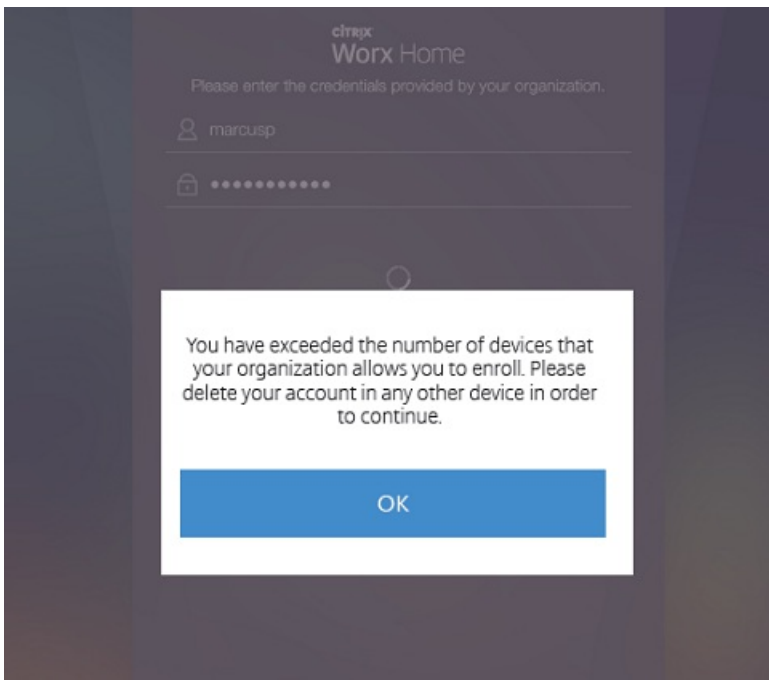 citrix
Worx Home
Please enter the credentials provided by your organization.
marcusp
You have exceeded the number of devices that
your organization allows you to enroll. Please
delete your account in any other device in order
to continue.
OK